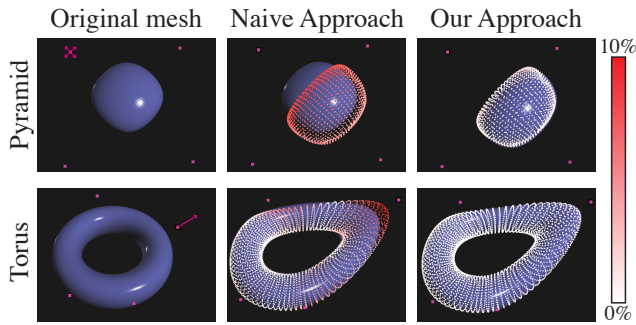 Original mesh Naive Approach Our Approach
10%
Pyramid
Torus
0%